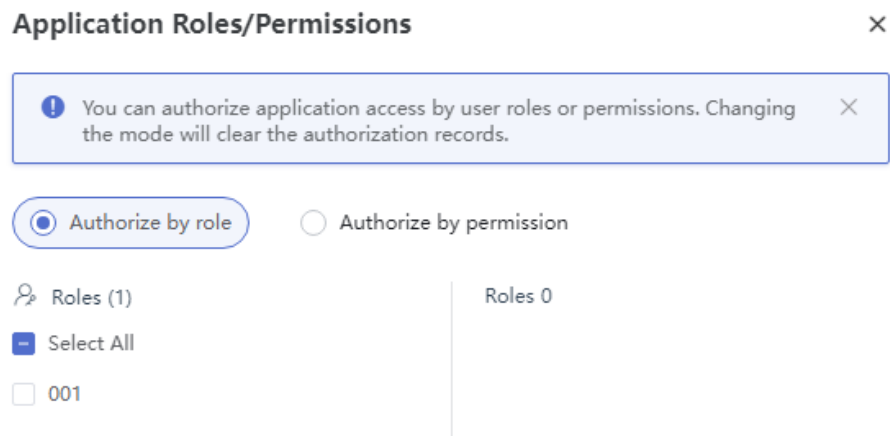 Application Roles/Permissions
You can authorize application access by user roles or permissions. Changing
the mode will clear the authorization records.
Authorize by role
Authorize by permission
Roles (1)
Roles 0
Select All
001